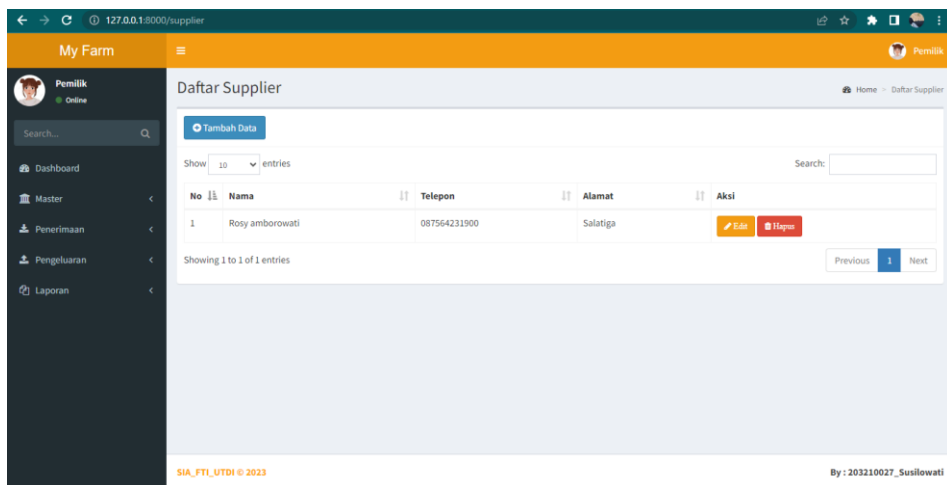 127.0.0.1:8000/supplier
My Farm
Pemilik
Pemilik
Online
Daftar Supplier
Home > Daftar Supplier
Search...
Tambah Data
Dashboard
Show 10 entries
Search:
Master
No Nama Telepon Alamat Aksi
Penerimaan
1 Rosy amborowati 087564231900 Salatiga Edit Hapus
Pengeluaran
Showing 1 to 1 of 1 entries
Previous 1 Next
Laporan
SIA_FTI_UTDI © 2023
By : 203210027_Susilowati